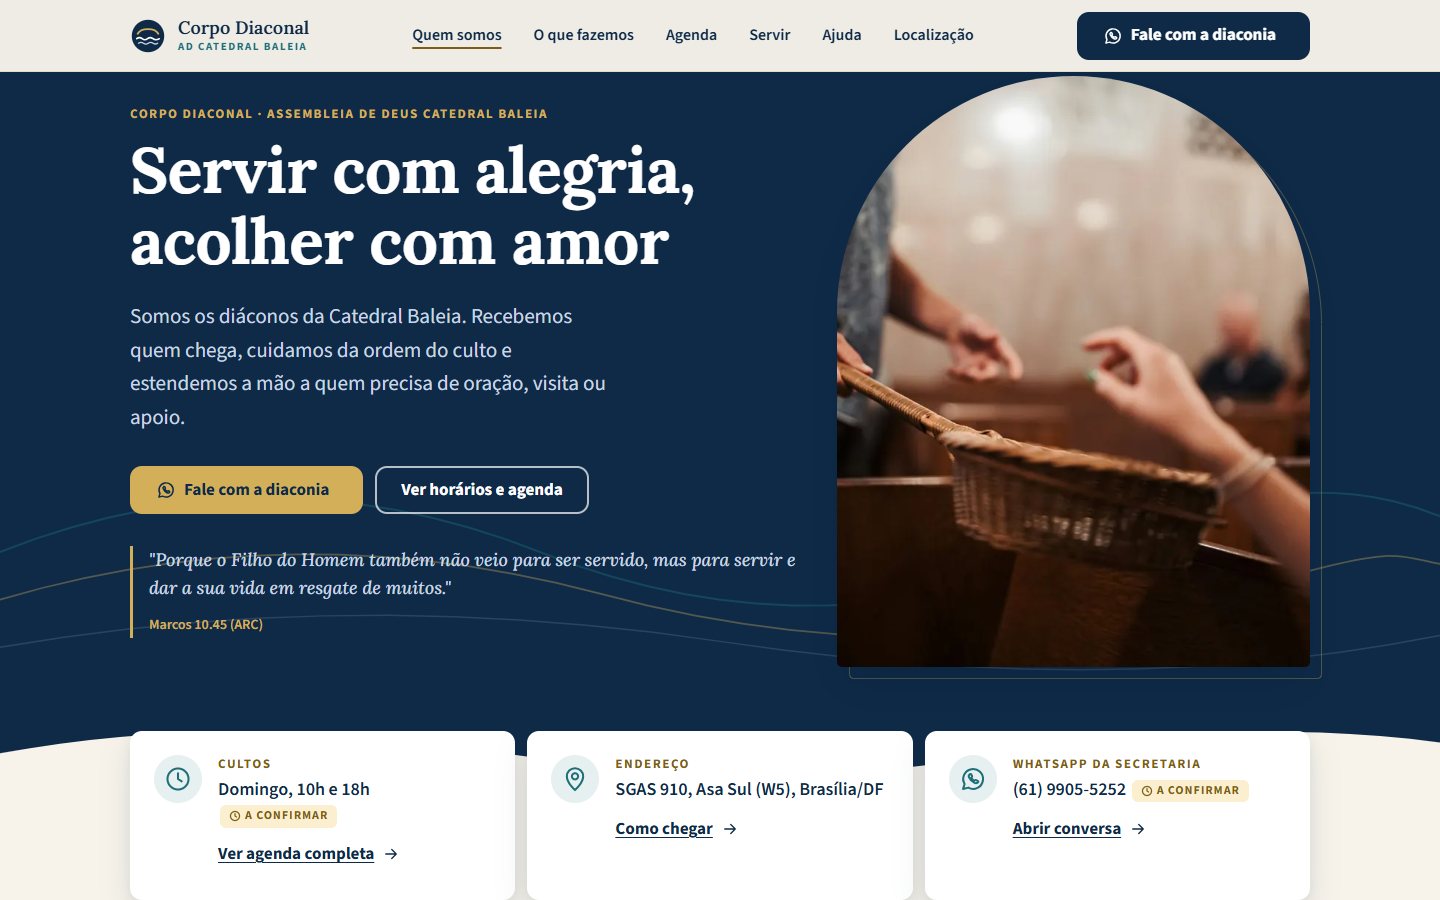 Corpo Diaconal
AD CATEDRAL BALEIA
Quem somos
O que fazemos
Agenda
Servir
Ajuda
Localização
Fale com a diaconia
CORPO DIACONAL · ASSEMBLEIA DE DEUS CATEDRAL BALEIA
Servir com alegria,
acolher com amor
Somos os diáconos da Catedral Baleia. Recebemos
quem chega, cuidamos da ordem do culto e
estendemos a mão a quem precisa de oração, visita ou
apoio.
Fale com a diaconia
Ver horários e agenda
"Porque o Filho do Homem também não veio para ser servido, mas para servir e
dar a sua vida em resgate de muitos."
Marcos 10.45 (ARC)
CULTOS
Domingo, 10h e 18h
A CONFIRMAR
Ver agenda completa
ENDEREÇO
SGAS 910, Asa Sul (W5), Brasília/DF
Como chegar
WHATSAPP DA SECRETARIA
(61) 9905-5252 A CONFIRMAR
Abrir conversa